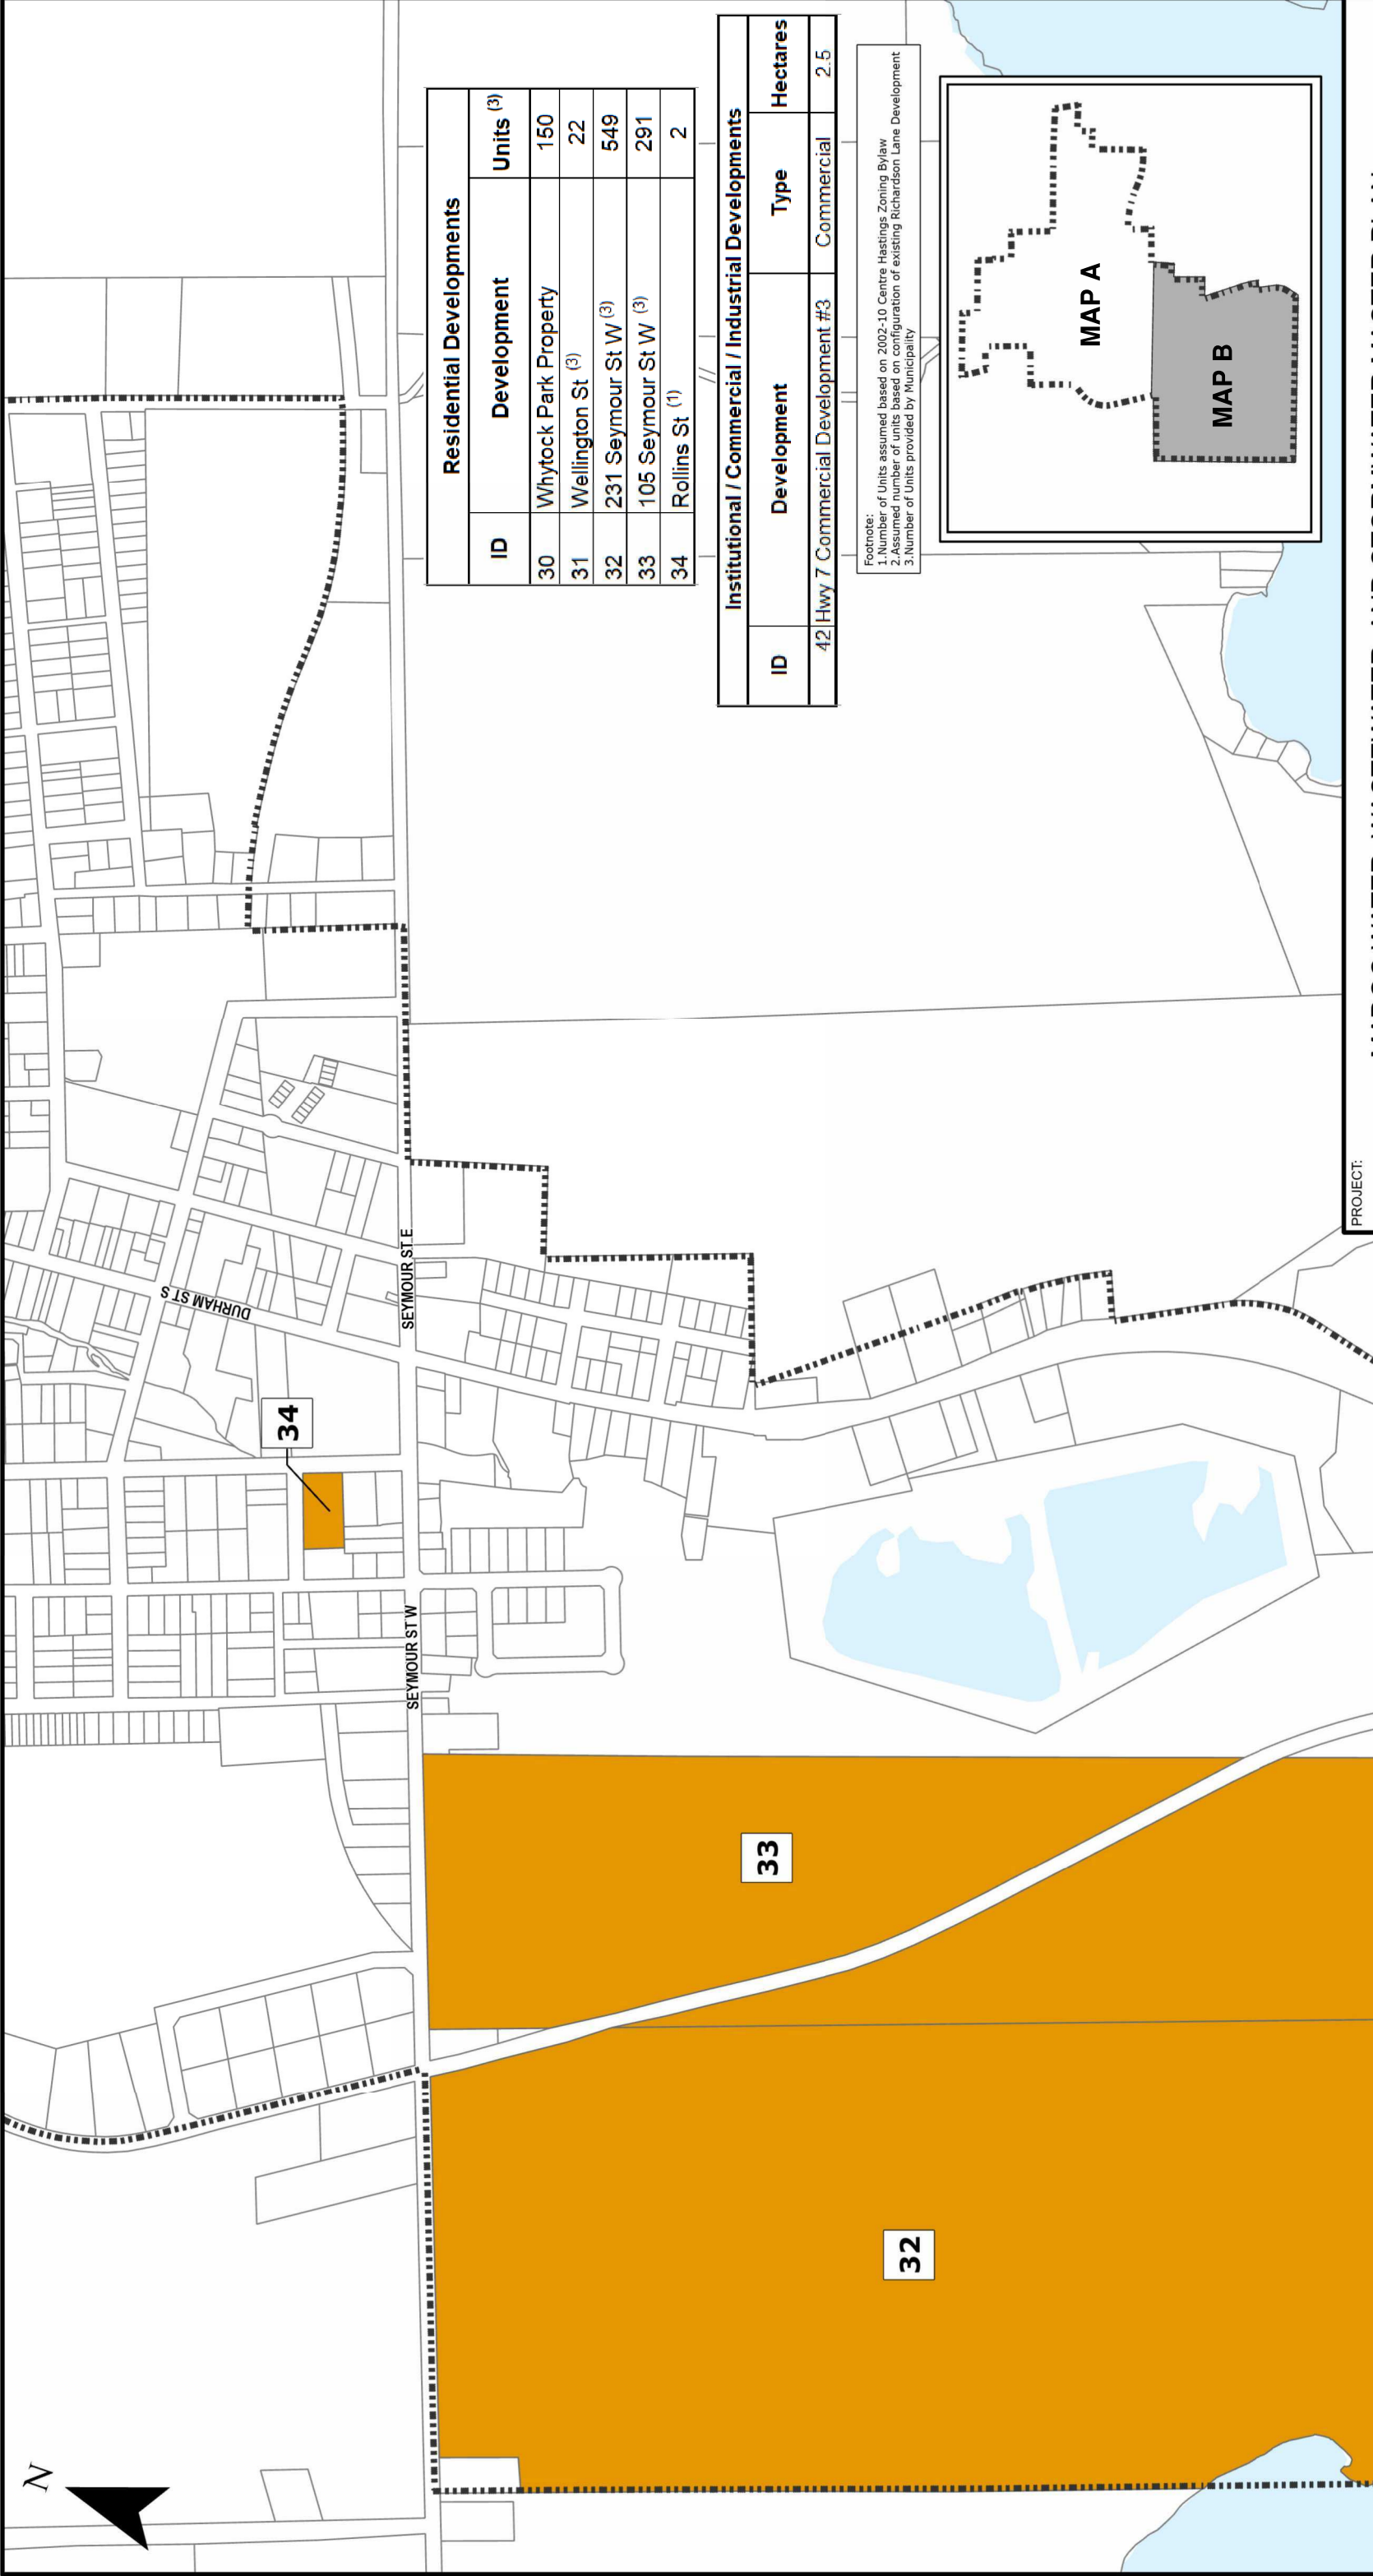 N
DURHAM ST S
SEYMOUR ST E
SEYMOUR ST W
34
33
32
Residential Developments
ID Development Units (3)
30 Whytock Park Property 150
31 Wellington St (3) 22
32 231 Seymour St W (3) 549
33 105 Seymour St W (3) 291
34 Rollins St (1) 2
Institutional / Commercial / Industrial Developments
ID Development Type Hectares
42 Hwy 7 Commercial Development #3 Commercial 2.5
Footnote:
1.Number of Units assumed based on 2002-10 Centre Hastings Zoning Bylaw
2.Assumed number of units based on configuration of existing Richardson Lane Development
3.Number of Units provided by Municipality
MAP A
MAP B
PROJECT: